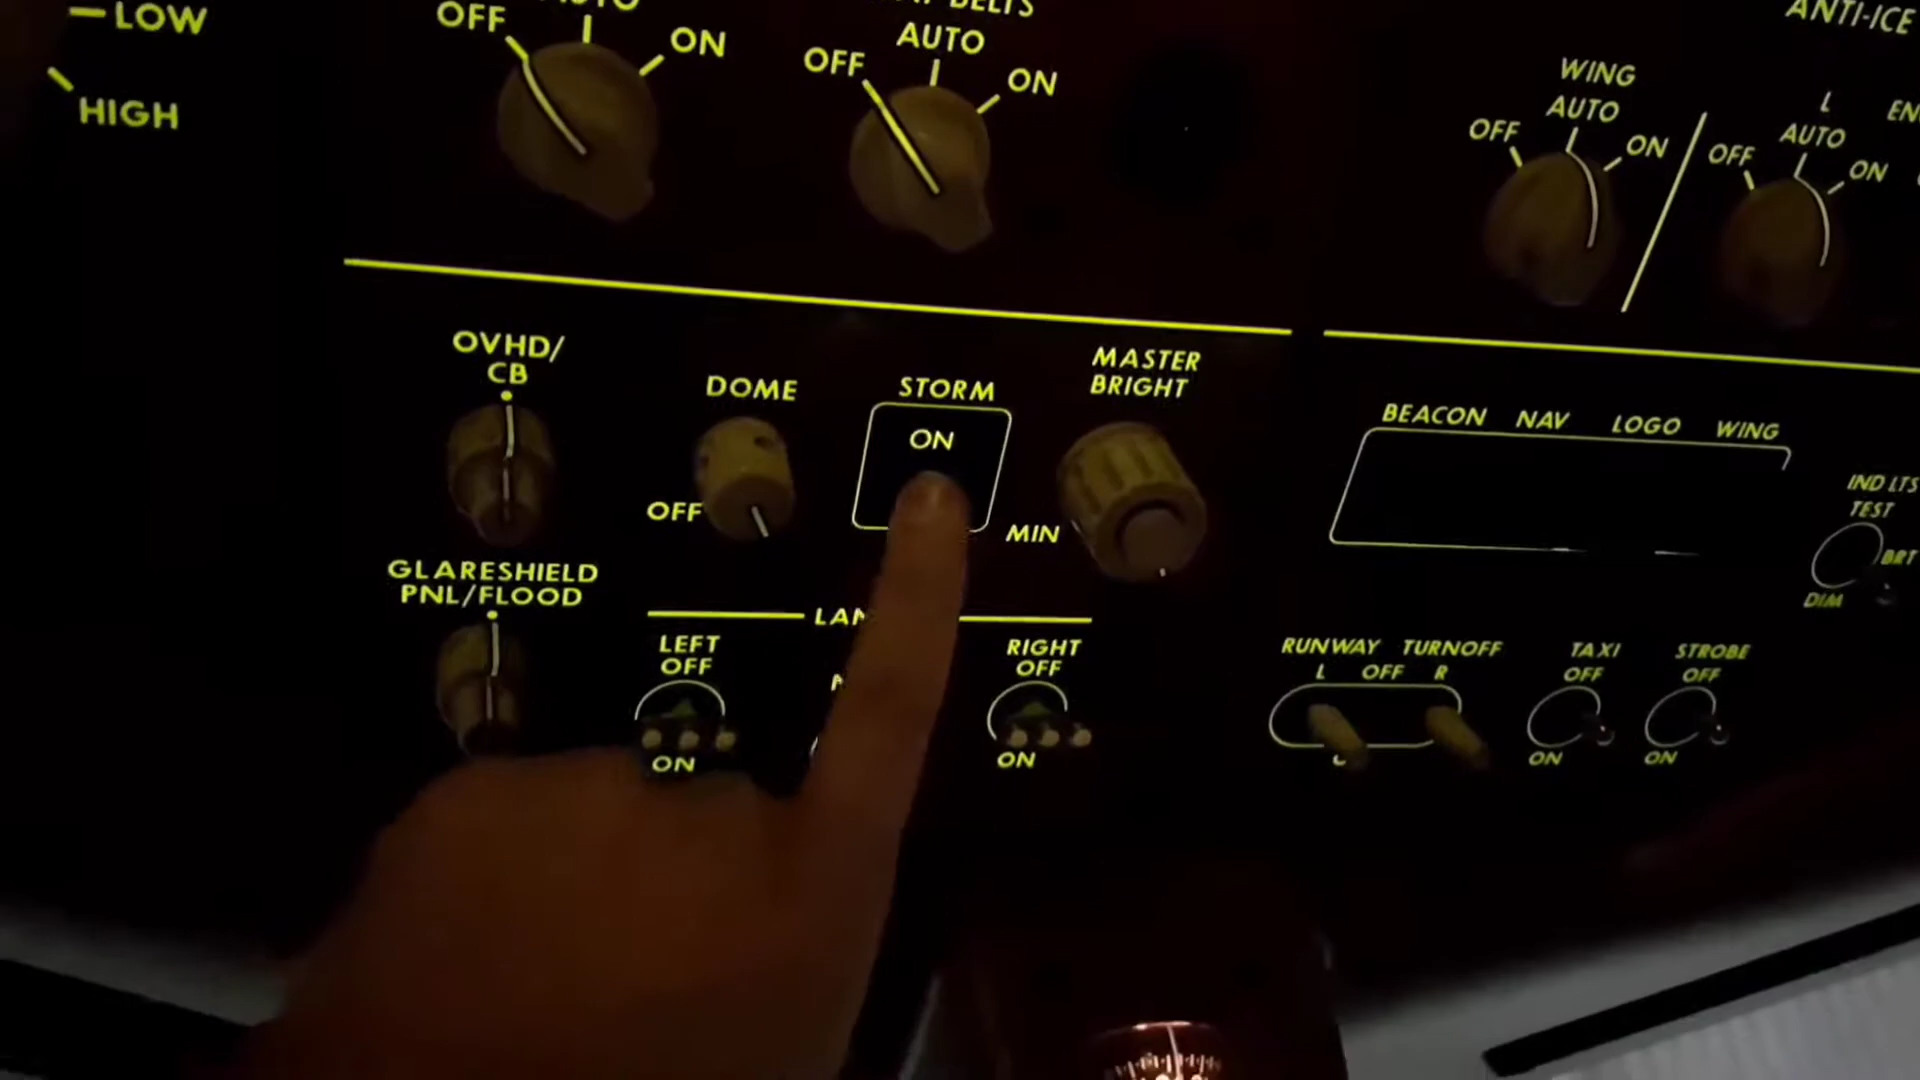 LOW
HIGH
OFF
ON
BELTS
OFF
AUTO
ON
ANTI-ICE
WING
OFF
AUTO
ON
L
OFF
AUTO
ON
OVHD/
CB
DOME
OFF
STORM
ON
MASTER
BRIGHT
MIN
BEACON NAV LOGO WING
IND LTS
TEST
BRT
DIM
GLARESHIELD
PNL/FLOOD
LEFT
OFF
ON
RIGHT
OFF
ON
RUNWAY TURNOFF
L OFF R
TAXI
OFF
ON
STROBE
OFF
ON